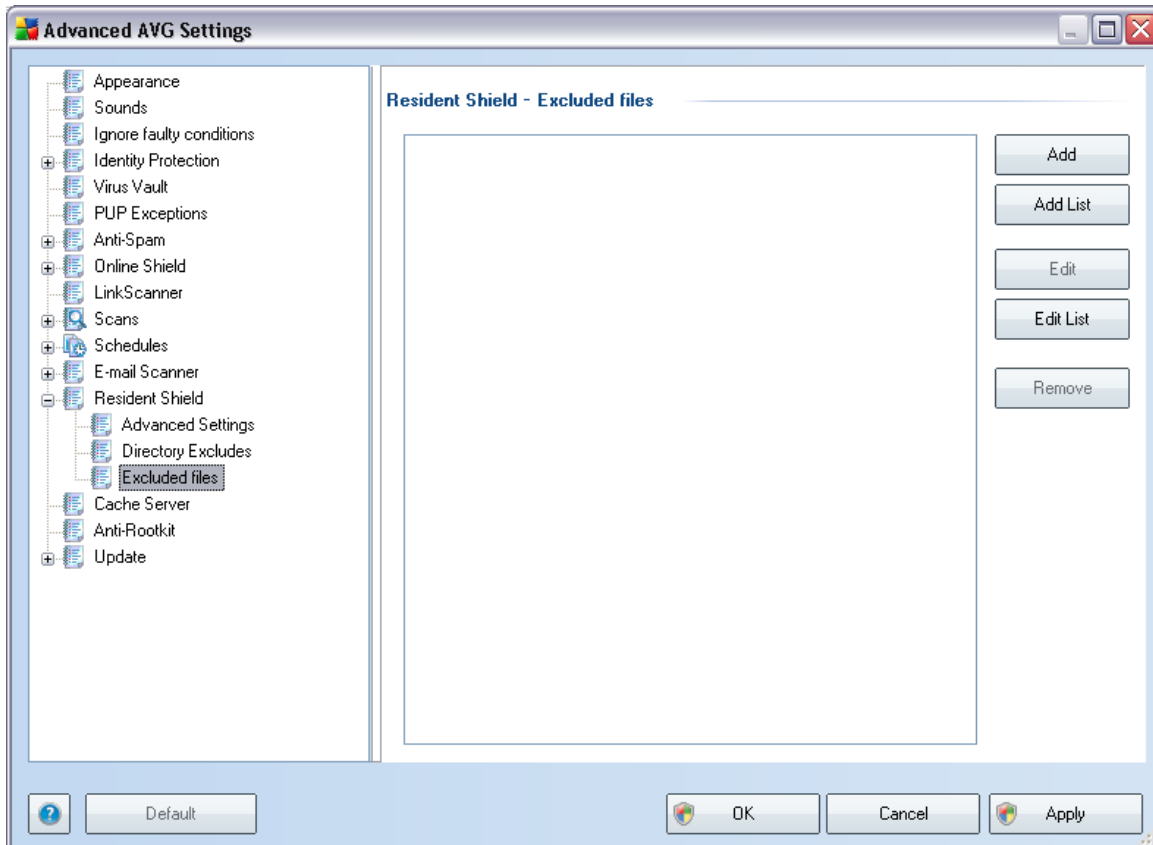 Advanced AVG Settings
Appearance
Sounds
Ignore faulty conditions
Identity Protection
Virus Vault
PUP Exceptions
Anti-Spam
Online Shield
LinkScanner
Scans
Schedules
E-mail Scanner
Resident Shield
Advanced Settings
Directory Excludes
Excluded files
Cache Server
Anti-Rootkit
Update
Resident Shield - Excluded files
Add
Add List
Edit
Edit List
Remove
?
Default
OK
Cancel
Apply